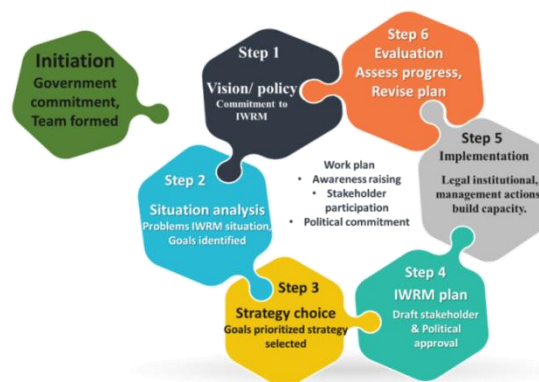 Initiation
Government
commitment,
Team formed
Step 1
Vision/ policy
Commitment to
IWRM
Step 2
Situation analysis
Problems IWRM situation,
Goals identified
Step 3
Strategy choice
Goals prioritized strategy
selected
Step 4
IWRM plan
Draft stakeholder
& Political
approval
Step 5
Implementation
Legal institutional,
management actions
build capacity.
Step 6
Evaluation
Assess progress,
Revise plan
Work plan
• Awareness raising
• Stakeholder
participation
• Political commitment